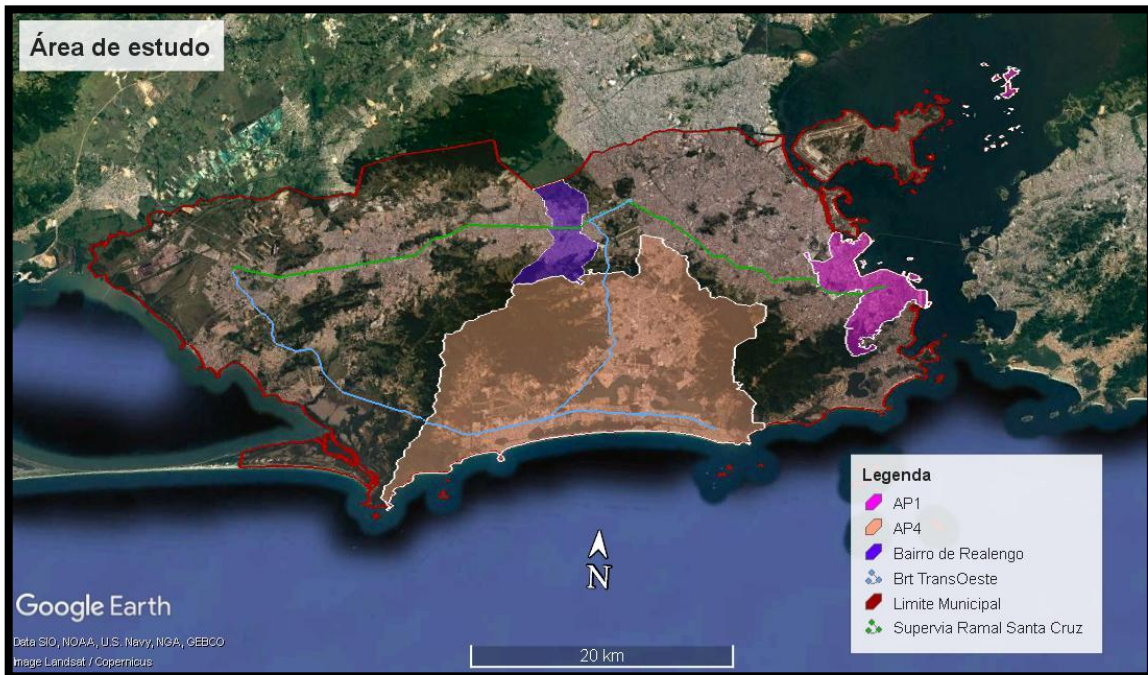 Área de estudo
Legenda
AP1
AP4
Bairro de Realengo
Brt TransOeste
Limite Municipal
Supervia Ramal Santa Cruz
N
Google Earth
Data SIO, NOAA, U.S. Navy, NGA, GEBCO
Image Landsat / Copernicus
20 km